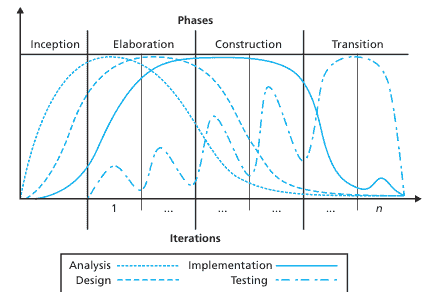 Phases
Inception Elaboration Construction Transition
1 ... ... ... ... n
Iterations
Analysis Implementation
Design Testing